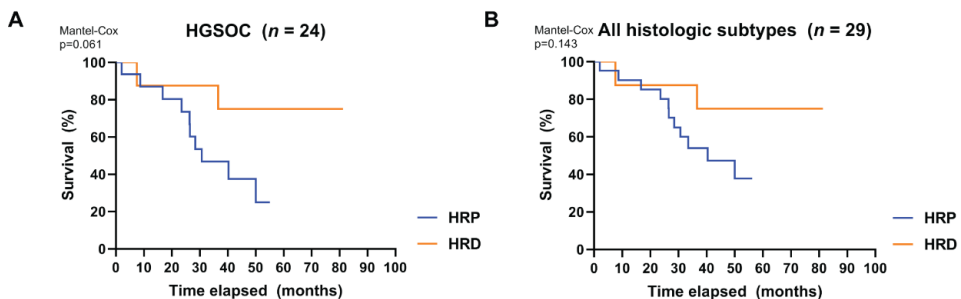 A
Mantel-Cox
p=0.061
HGSOC (n = 24)
Survival (%)
100
80
60
40
20
0
0 10 20 30 40 50 60 70 80 90 100
Time elapsed (months)
HRP
HRD
B
Mantel-Cox
p=0.143
All histologic subtypes (n = 29)
Survival (%)
100
80
60
40
20
0
0 10 20 30 40 50 60 70 80 90 100
Time elapsed (months)
HRP
HRD